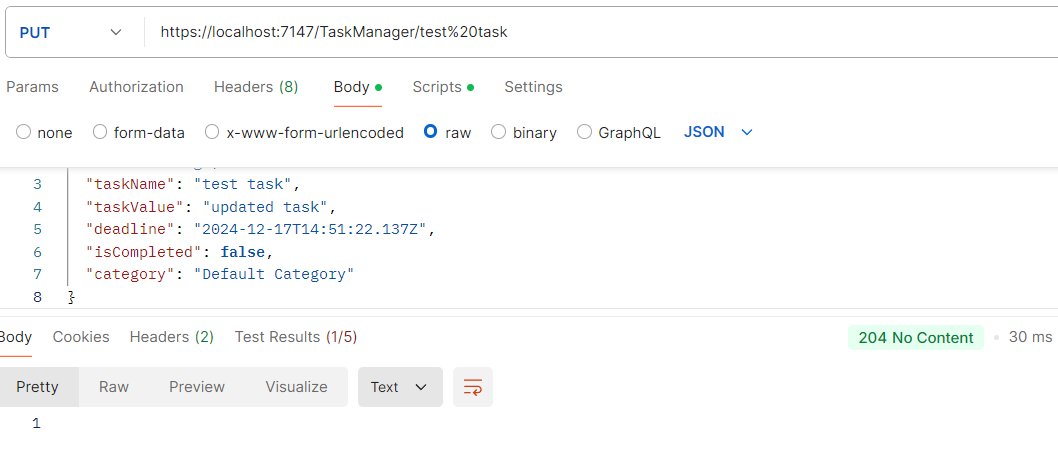 PUT https://localhost:7147/TaskManager/test%20task
Params Authorization Headers (8) Body Scripts Settings
none form-data x-www-form-urlencoded raw binary GraphQL JSON
3 "taskName": "test task",
4 "taskValue": "updated task",
5 "deadline": "2024-12-17T14:51:22.137Z",
6 "isCompleted": false,
7 "category": "Default Category"
8 }
Body Cookies Headers (2) Test Results (1/5) 204 No Content 30 ms
Pretty Raw Preview Visualize Text
1